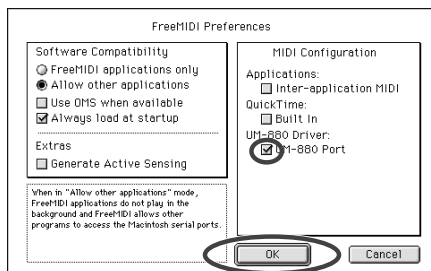 FreeMIDI Preferences
Software Compatibility
FreeMIDI applications only
Allow other applications
Use OMS when available
Always load at startup
Extras
Generate Active Sensing
When in "Allow other applications" mode,
FreeMIDI applications do not play in the
background and FreeMIDI allows other
programs to access the Macintosh serial ports.
MIDI Configuration
Applications:
Inter-application MIDI
QuickTime:
Built In
UM-880 Driver:
UM-880 Port
OK
Cancel